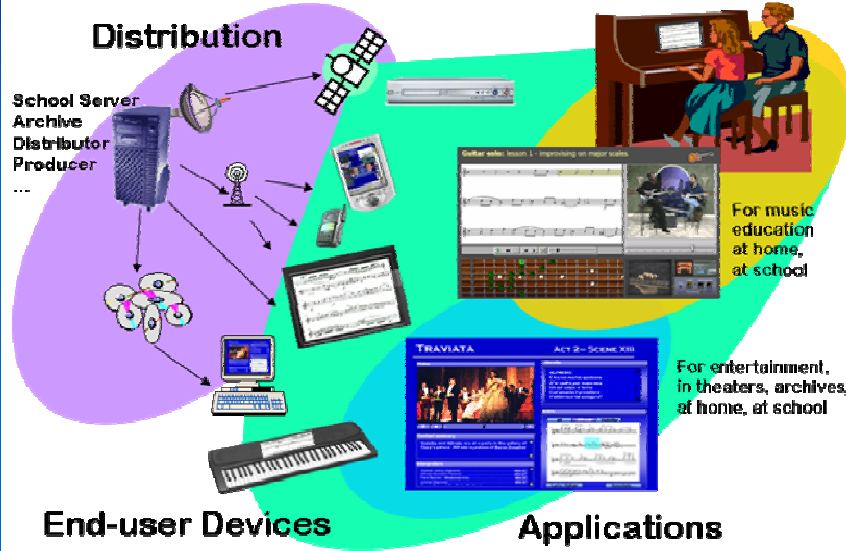 Distribution
School Server
Archive
Distributor
Producer
...
Guitar solo: lesson 1 - improvising on major scales
For music
education
at home,
at school
TRAVIATA
ACT 2– SCENE XIII
For entertainment,
in theaters, archives,
at home, at school
End-user Devices
Applications